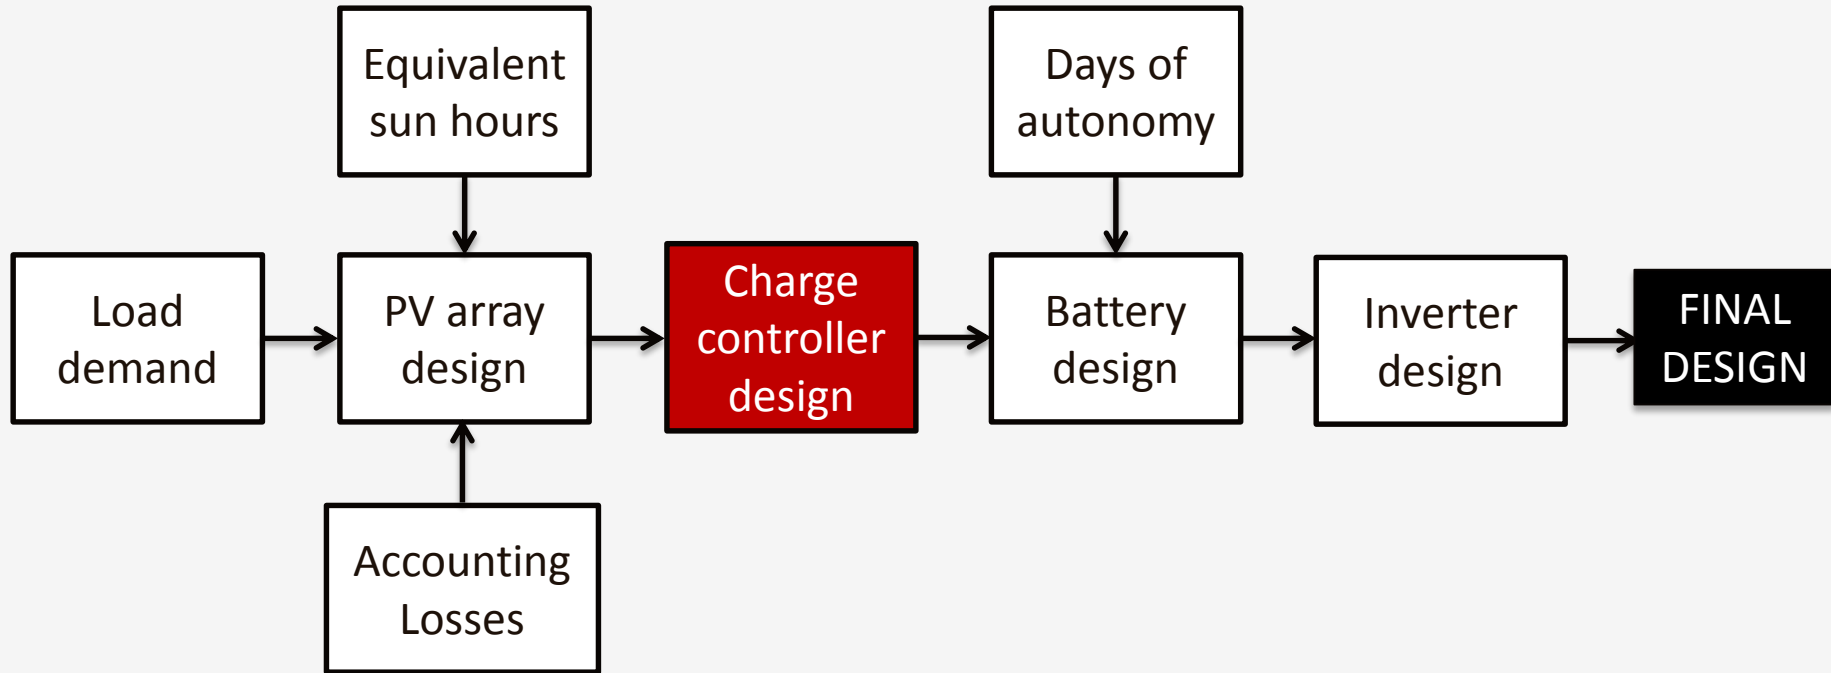 Equivalent
sun hours
Days of
autonomy
Load
demand
PV array
design
Charge
controller
design
Battery
design
Inverter
design
FINAL
DESIGN
Accounting
Losses